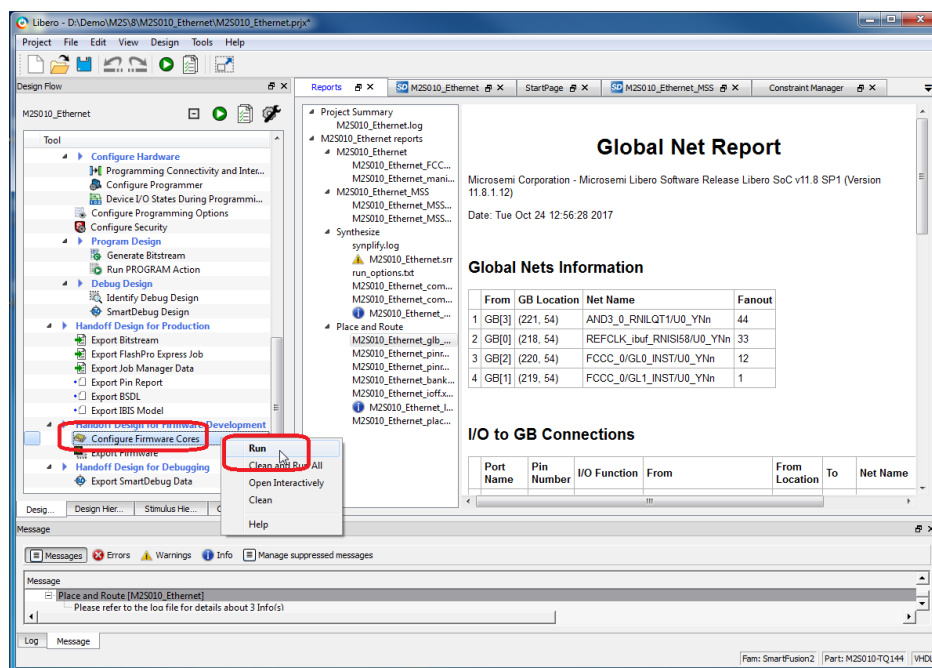 Libero - D:\Demo\M2S\8\M2S010_Ethernet\M2S010_Ethernet.prjx*
Project File Edit View Design Tools Help
Design Flow
Reports
M2S010_Ethernet
StartPage
M2S010_Ethernet_MSS
Constraint Manager
M2S010_Ethernet
Tool
Configure Hardware
Programming Connectivity and Inter...
Configure Programmer
Device I/O States During Programmi...
Configure Programming Options
Configure Security
Program Design
Generate Bitstream
Run PROGRAM Action
Debug Design
Identify Debug Design
SmartDebug Design
Handoff Design for Production
Export Bitstream
Export FlashPro Express Job
Export Job Manager Data
Export Pin Report
Export BSDL
Export IBIS Model
Handoff Design for Firmware Development
Configure Firmware Cores
Export Firmware
Handoff Design for Debugging
Export SmartDebug Data
Run
Clean and Run All
Open Interactively
Clean
Help
Desig... Design Hier... Stimulus Hie... C
Project Summary
M2S010_Ethernet.log
M2S010_Ethernet reports
M2S010_Ethernet
M2S010_Ethernet_FCC...
M2S010_Ethernet_mani...
M2S010_Ethernet_MSS
M2S010_Ethernet_MSS...
M2S010_Ethernet_MSS...
Synthesize
synplify.log
M2S010_Ethernet.srr
run_options.txt
M2S010_Ethernet_com...
M2S010_Ethernet_com...
M2S010_Ethernet_...
Place and Route
M2S010_Ethernet_glb_...
M2S010_Ethernet_pinr...
M2S010_Ethernet_pinr...
M2S010_Ethernet_bank...
M2S010_Ethernet_ioff.x...
M2S010_Ethernet_l...
M2S010_Ethernet_plac...
Global Net Report
Microsemi Corporation - Microsemi Libero Software Release Libero SoC v11.8 SP1 (Version
11.8.1.12)
Date: Tue Oct 24 12:56:28 2017
Global Nets Information
From GB Location Net Name Fanout
1 GB[3] (221, 54) AND3_0_RNILQT1/U0_YNn 44
2 GB[0] (218, 54) REFCLK_ibuf_RNISI58/U0_YNn 33
3 GB[2] (220, 54) FCCC_0/GL0_INST/U0_YNn 12
4 GB[1] (219, 54) FCCC_0/GL1_INST/U0_YNn 1
I/O to GB Connections
Port Name Pin Number I/O Function From From Location To Net Name
Message
Messages Errors Warnings Info Manage suppressed messages
Message
Place and Route [M2S010_Ethernet]
Please refer to the log file for details about 3 Info(s)
Log Message
Fam: SmartFusion2 Part: M2S010-TQ144 VHDL